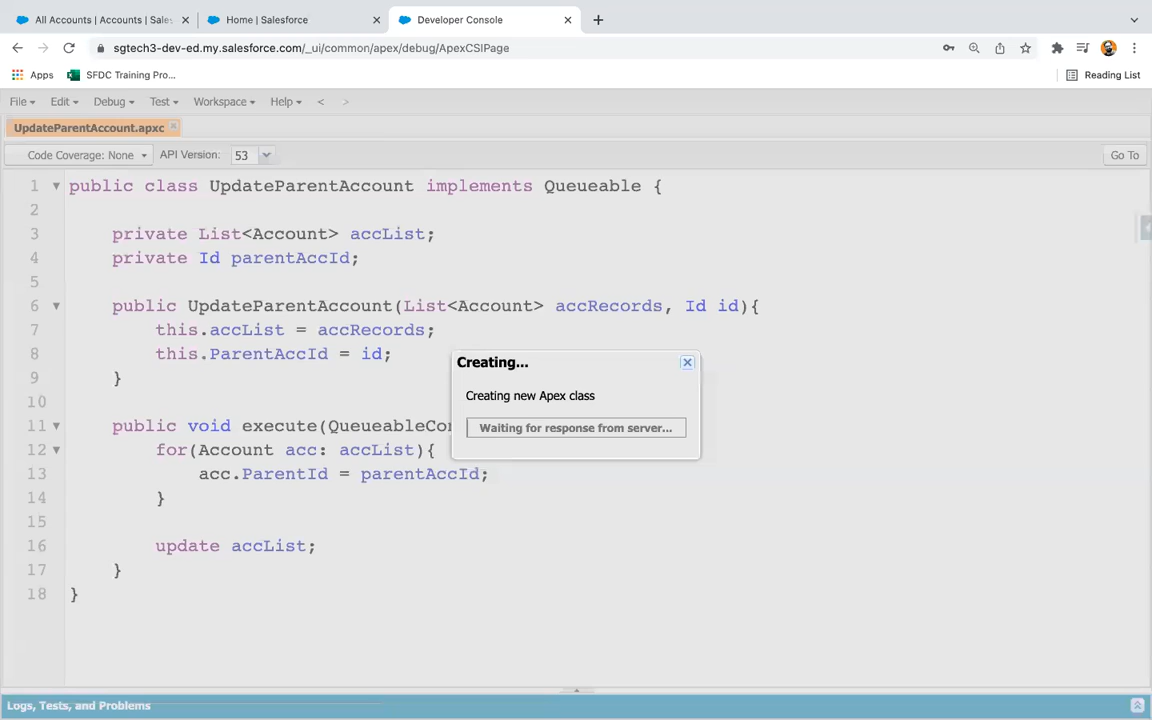 All Accounts | Accounts | Sales
Home | Salesforce
Developer Console
sgtech3-dev-ed.my.salesforce.com/_ui/common/apex/debug/ApexCSIPage
Apps
SFDC Training Pro...
Reading List
File
Edit
Debug
Test
Workspace
Help
<
>
UpdateParentAccount.apxc
Code Coverage: None
API Version:
53
Go To
1 public class UpdateParentAccount implements Queueable {
2
3 private List<Account> accList;
4 private Id parentAccId;
5
6 public UpdateParentAccount(List<Account> accRecords, Id id){
7 this.accList = accRecords;
8 this.ParentAccId = id;
9 }
10
11 public void execute(QueueableCo
12 for(Account acc: accList){
13 acc.ParentId = parentAccId;
14 }
15
16 update accList;
17 }
18 }
Creating...
Creating new Apex class
Waiting for response from server...
Logs, Tests, and Problems